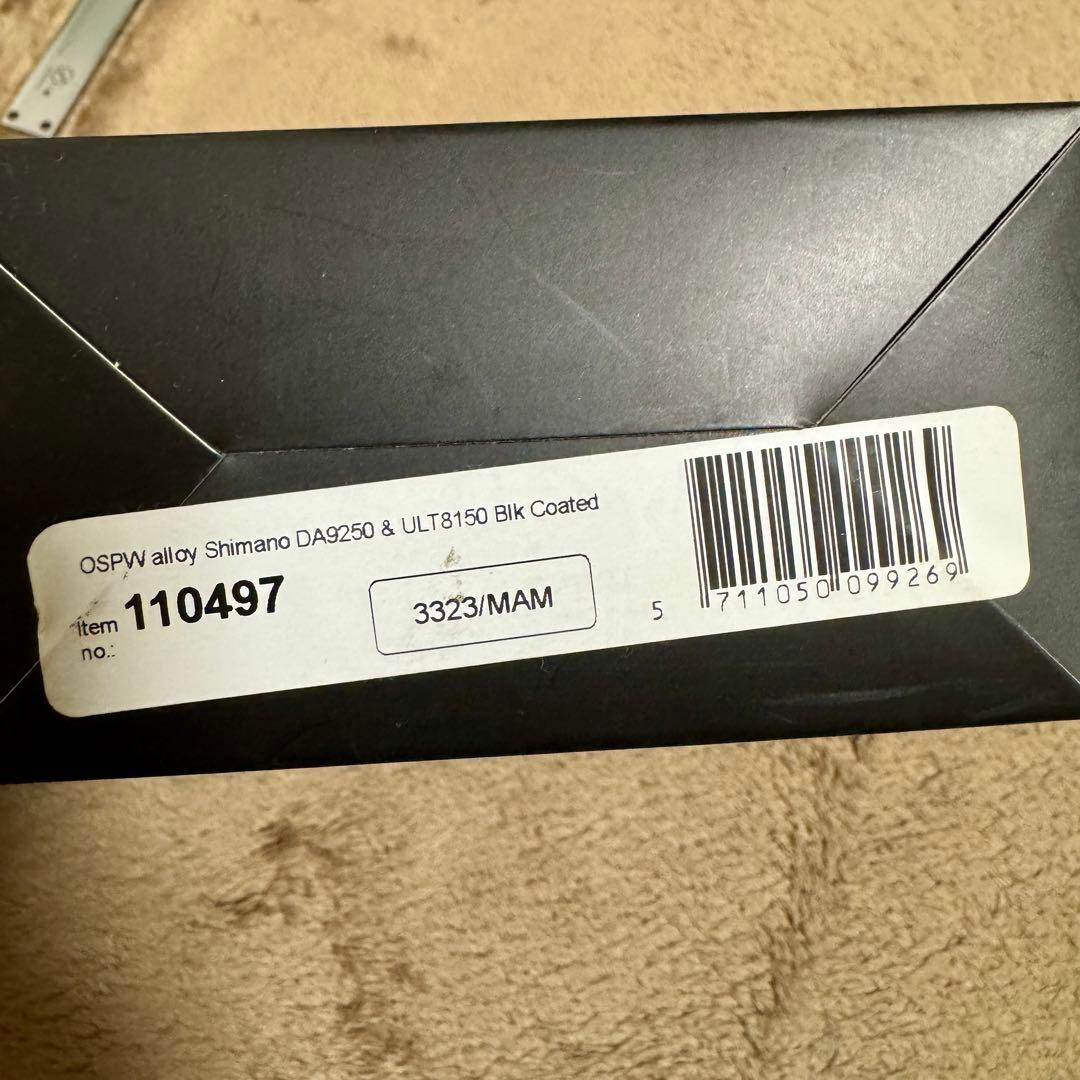 OSPW alloy Shimano DA9250 & ULT8150 Blk Coated
Item no.: 110497
3323/MAM
5 711050 099269